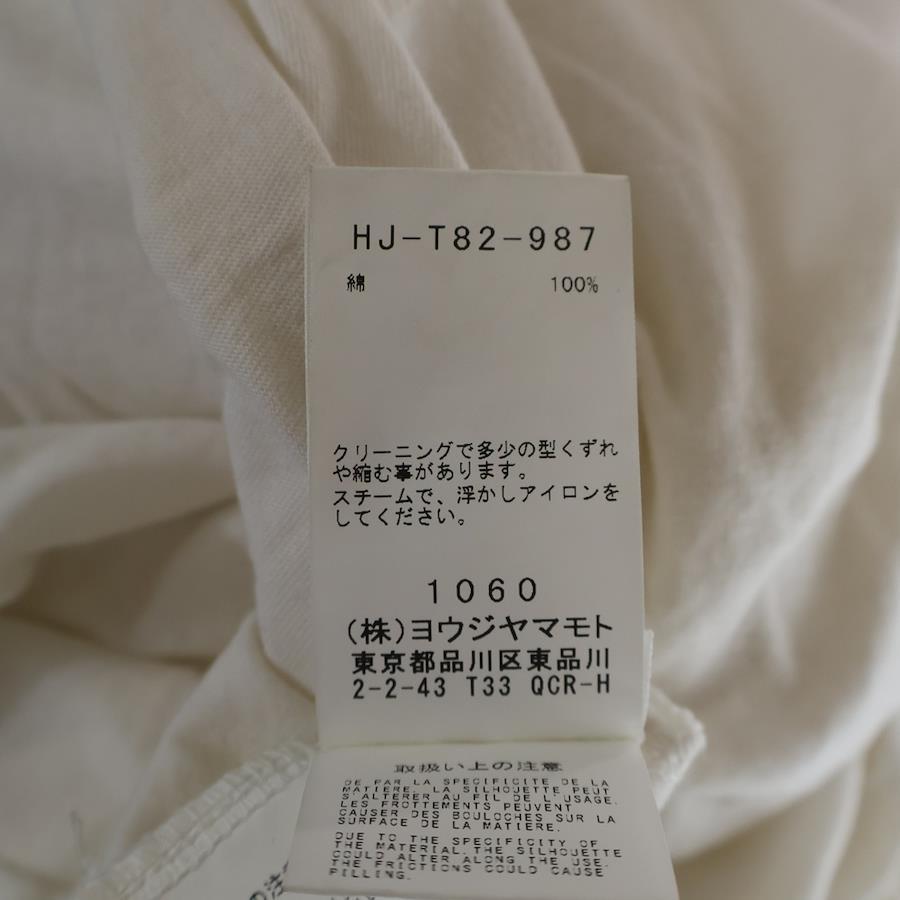 HJ-T82-987
綿 100%
クリーニングで多少の型くずれ
や縮む事があります。
スチームで、浮かしアイロンを
してください。
1060
(株)ヨウジヤマモト
東京都品川区東品川
2-2-43 T33 QCR-H
取扱い上の注意
DE PAR LA SPECIFICITE DE LA
MATIERE, LA SILHOUETTE PEUT
S'ALTERER AU FIL DE L'USAGE.
LES FROTTEMENTS PEUVENT
CAUSER DES BOULOCHES SUR LA
SURFACE DE LA MATIERE.
DUE TO THE SPECIFICITY OF
THE MATERIAL, THE SILHOUETTE
COULD ALTER ALONG THE USE.
THE FRICTIONS COULD CAUSE
PILLING.